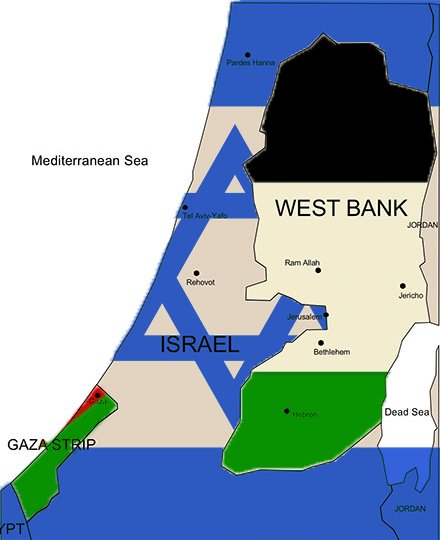 Pardes Hanna
Mediterranean Sea
WEST BANK
Tel Aviv-Yafo
JORDAN
Ram Allah
Rehovot
Jericho
Jerusalem
ISRAEL
Bethlehem
Gaza
Dead Sea
Hebron
GAZA STRIP
JORDAN
YPT